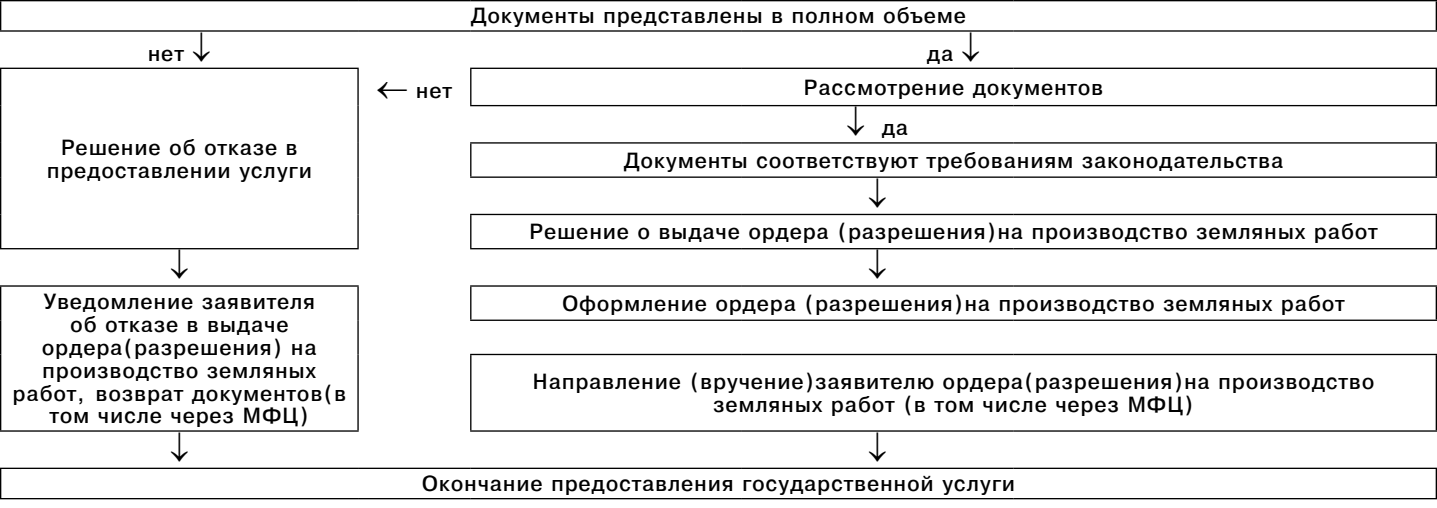 Документы представлены в полном объеме
нет ↓
да ↓
← нет
Рассмотрение документов
↓ да
Решение об отказе в
предоставлении услуги
Документы соответствуют требованиям законодательства
↓
Решение о выдаче ордера (разрешения)на производство земляных работ
↓
↓
Уведомление заявителя
об отказе в выдаче
ордера(разрешения) на
производство земляных
работ, возврат документов(в
том числе через МФЦ)
Оформление ордера (разрешения)на производство земляных работ
Направление (вручение)заявителю ордера(разрешения)на производство
земляных работ (в том числе через МФЦ)
↓
↓
Окончание предоставления государственной услуги